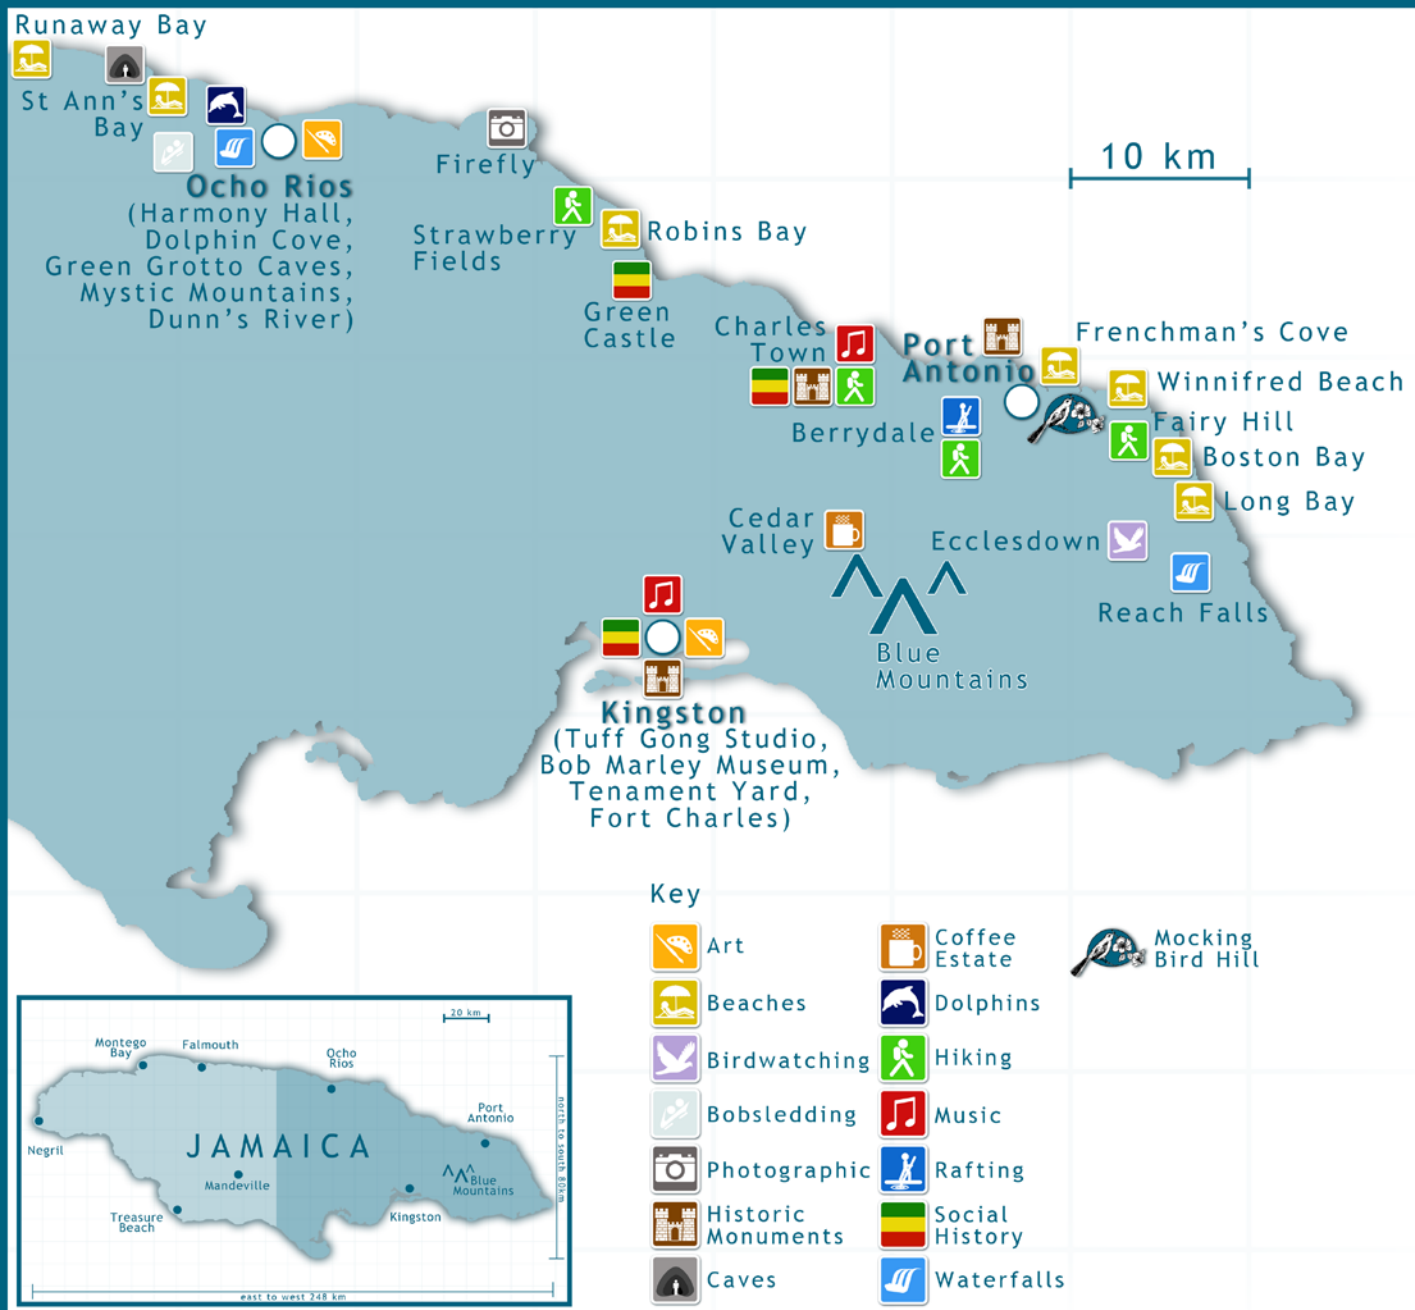 Runaway Bay
St Ann's
Bay
Ocho Rios
(Harmony Hall,
Dolphin Cove,
Green Grotto Caves,
Mystic Mountains,
Dunn's River)
Firefly
Strawberry
Fields
Robins Bay
Green
Castle
10 km
Charles
Town
Port
Antonio
Frenchman's Cove
Winnifred Beach
Fairy Hill
Boston Bay
Long Bay
Berrydale
Cedar
Valley
Ecclesdown
Reach Falls
Blue
Mountains
Kingston
(Tuff Gong Studio,
Bob Marley Museum,
Tenament Yard,
Fort Charles)
Key
Art
Beaches
Birdwatching
Bobsledding
Photographic
Historic
Monuments
Caves
Coffee
Estate
Dolphins
Hiking
Music
Rafting
Social
History
Waterfalls
Mocking
Bird Hill
20 km
Montego
Bay
Falmouth
Ocho
Rios
Port
Antonio
Negril
JAMAICA
Mandeville
Blue
Mountains
Treasure
Beach
Kingston
north to south 80km
east to west 248 km